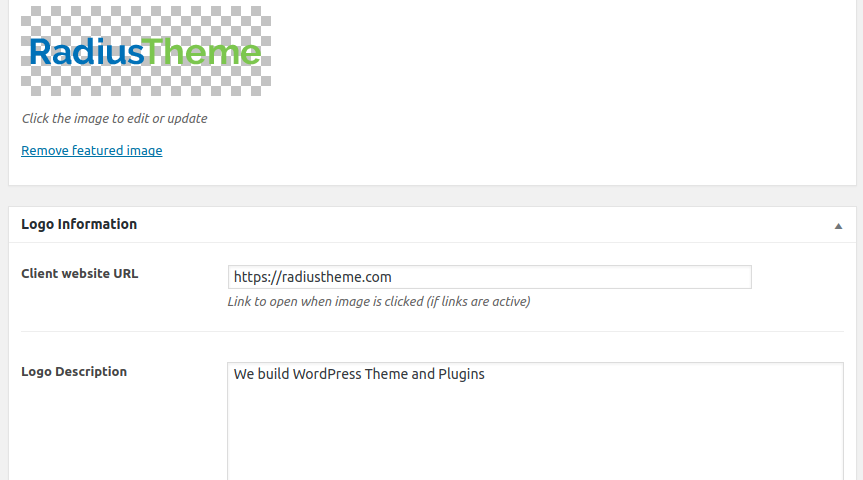 RadiusTheme
Click the image to edit or update
Remove featured image
Logo Information
Client website URL
https://radiustheme.com
Link to open when image is clicked (if links are active)
Logo Description
We build WordPress Theme and Plugins